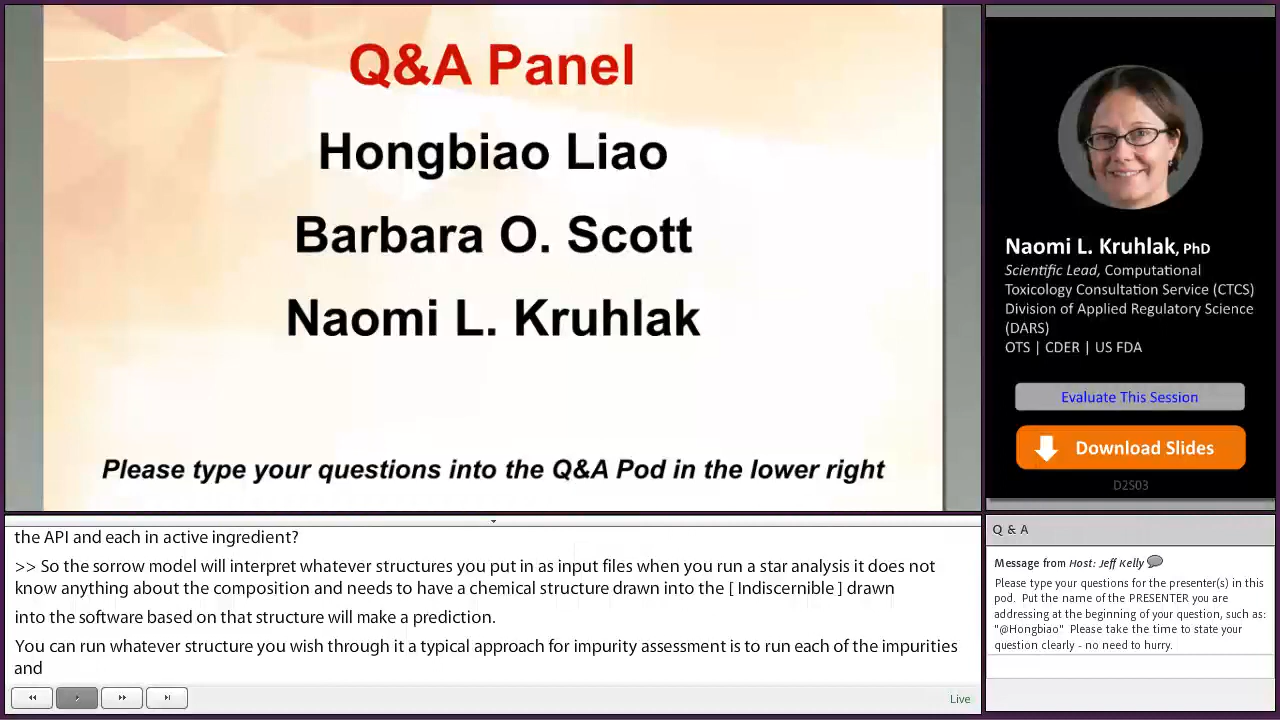 Q&A Panel
Hongbiao Liao
Barbara O. Scott
Naomi L. Kruhlak
Please type your questions into the Q&A Pod in the lower right
Naomi L. Kruhlak, PhD
Scientific Lead, Computational
Toxicology Consultation Service (CTCS)
Division of Applied Regulatory Science
(DARS)
OTS | CDER | US FDA
Evaluate This Session
Download Slides
D2S03
the API and each in active ingredient?
>> So the sorrow model will interpret whatever structures you put in as input files when you run a star analysis it does not
know anything about the composition and needs to have a chemical structure drawn into the [ Indiscernible ] drawn
into the software based on that structure will make a prediction.
You can run whatever structure you wish through it a typical approach for impurity assessment is to run each of the impurities
and
Live
Q & A
Message from Host: Jeff Kelly
Please type your questions for the presenter(s) in this
pod. Put the name of the PRESENTER you are
addressing at the beginning of your question, such as:
"@Hongbiao" Please take the time to state your
question clearly - no need to hurry.